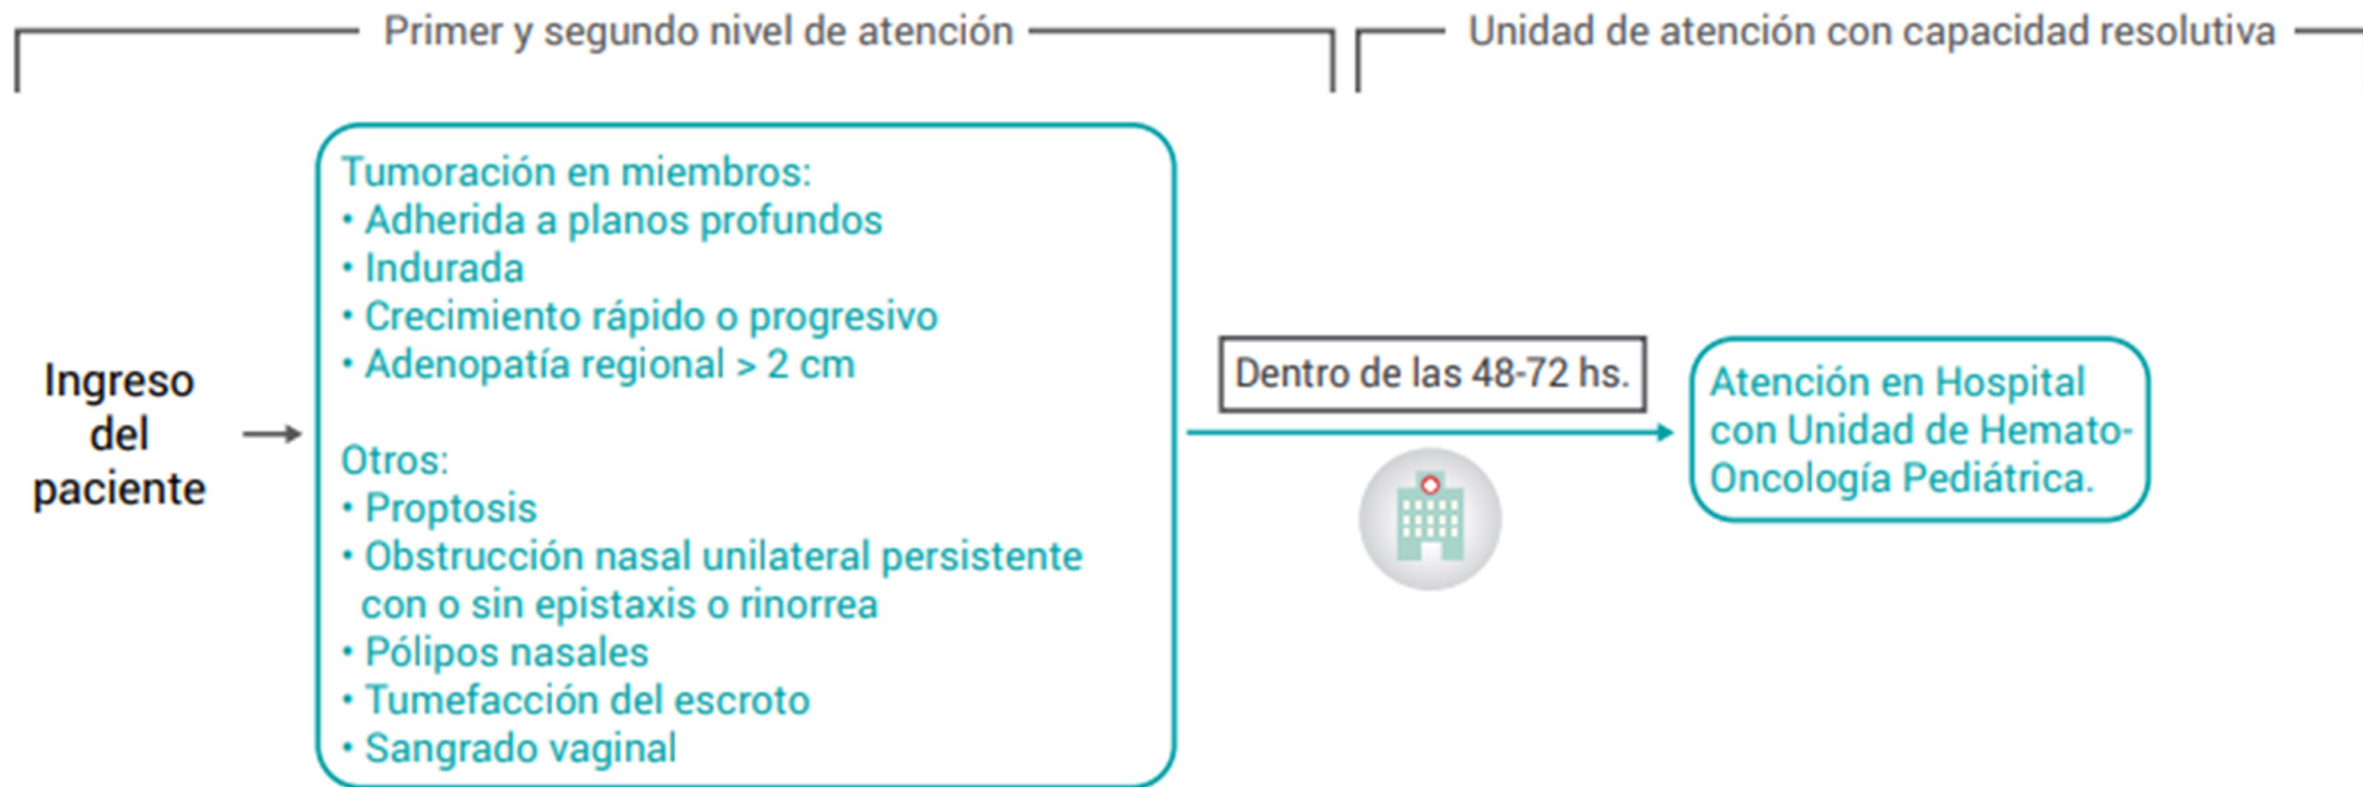 Primer y segundo nivel de atención
Unidad de atención con capacidad resolutiva
Ingreso
del
paciente
Tumoración en miembros:
• Adherida a planos profundos
• Indurada
• Crecimiento rápido o progresivo
• Adenopatía regional > 2 cm
Otros:
• Proptosis
• Obstrucción nasal unilateral persistente
con o sin epistaxis o rinorrea
• Pólipos nasales
• Tumefacción del escroto
• Sangrado vaginal
Dentro de las 48-72 hs.
Atención en Hospital
con Unidad de Hemato-
Oncología Pediátrica.